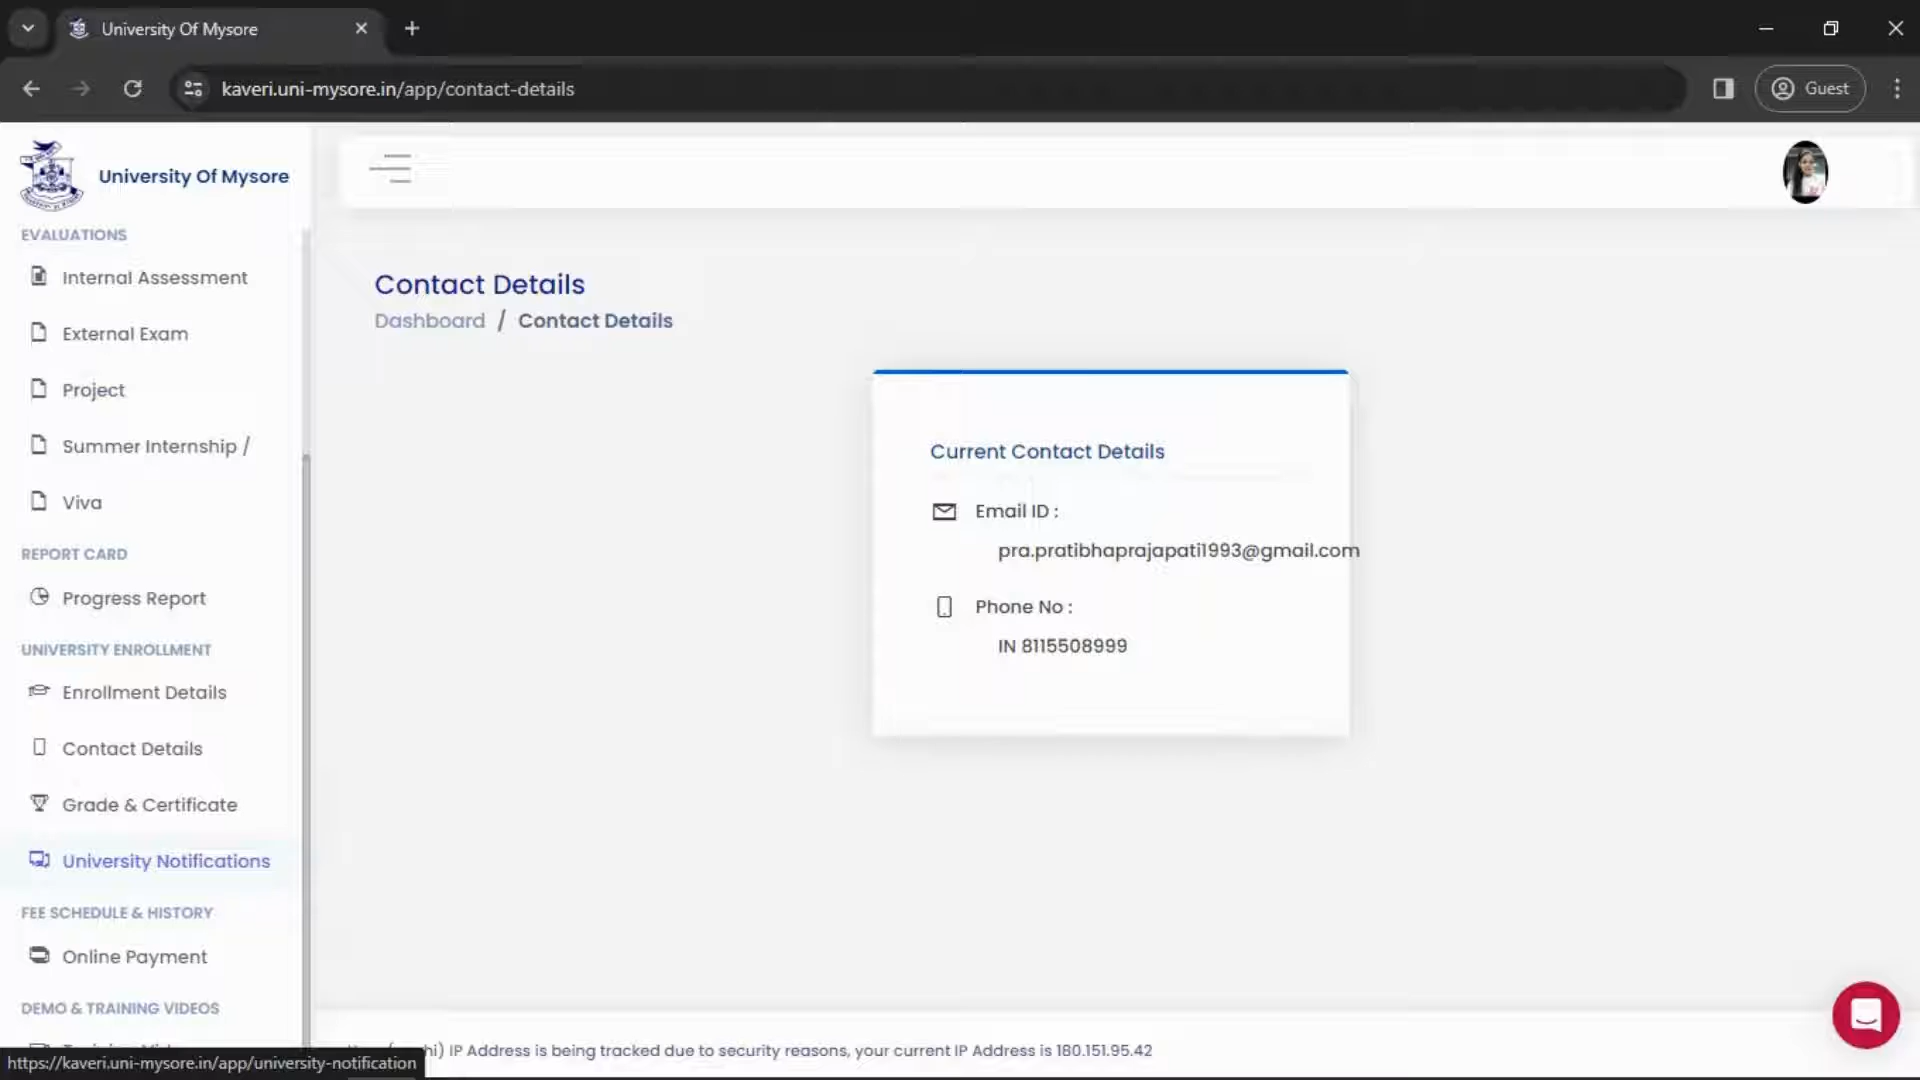 University Of Mysore
kaveri.uni-mysore.in/app/contact-details
Guest
University Of Mysore
EVALUATIONS
Internal Assessment
External Exam
Project
Summer Internship /
Viva
REPORT CARD
Progress Report
UNIVERSITY ENROLLMENT
Enrollment Details
Contact Details
Grade & Certificate
University Notifications
FEE SCHEDULE & HISTORY
Online Payment
DEMO & TRAINING VIDEOS
Contact Details
Dashboard / Contact Details
Current Contact Details
Email ID :
pra.pratibhaprajapati1993@gmail.com
Phone No :
IN 8115508999
IP Address is being tracked due to security reasons, your current IP Address is 180.151.95.42
https://kaveri.uni-mysore.in/app/university-notification